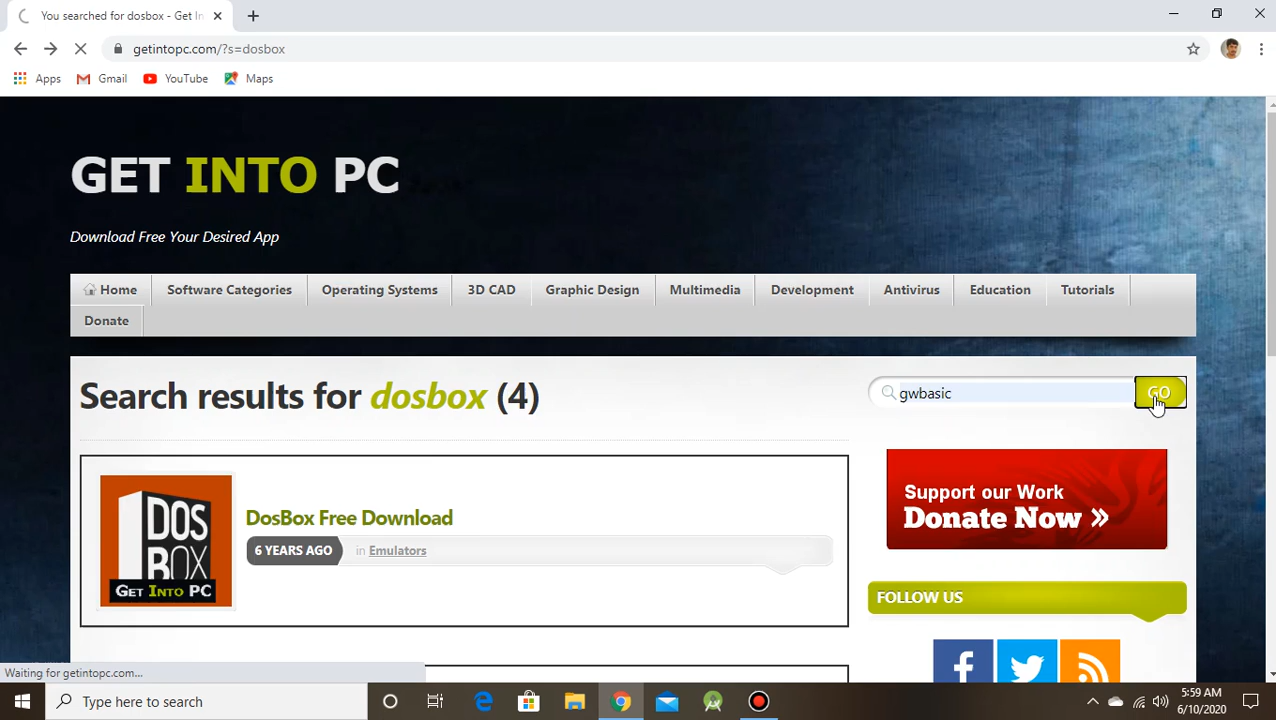 You searched for dosbox - Get In
getintopc.com/?s=dosbox
Apps Gmail YouTube Maps
GET INTO PC
Download Free Your Desired App
Home Software Categories Operating Systems 3D CAD Graphic Design Multimedia Development Antivirus Education Tutorials
Donate
Search results for dosbox (4)
gwbasic
GO
DOS
BOX
GET INTO PC
DosBox Free Download
6 YEARS AGO in Emulators
Support our Work
Donate Now »
FOLLOW US
Waiting for getintopc.com...
Type here to search
5:59 AM
6/10/2020